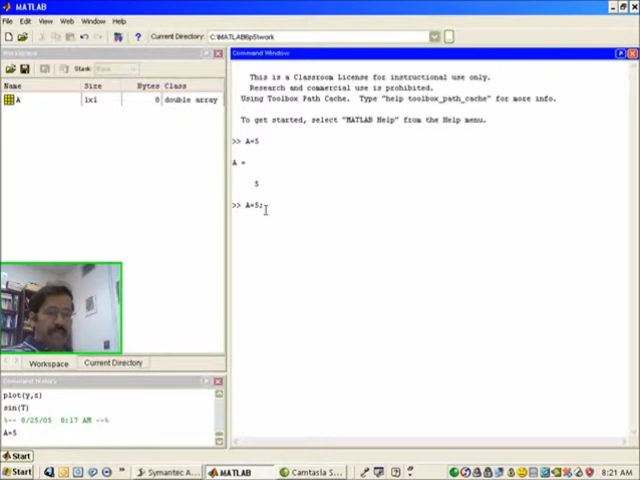 MATLAB
File Edit View Web Window Help
Current Directory: C:\MATLAB6p5\work
Workspace
Stack: Base
Name Size Bytes Class
A 1x1 8 double array
Workspace Current Directory
Command History
plot(y,z)
sin(T)
%-- 8/25/05 8:17 AM --%
A=5
Command Window
This is a Classroom License for instructional use only.
Research and commercial use is prohibited.
Using Toolbox Path Cache. Type "help toolbox_path_cache" for more info.
To get started, select "MATLAB Help" from the Help menu.
>> A=5
A =
5
>> A=5;
Start
Start Symantec A... MATLAB Camtasia S... 8:21 AM